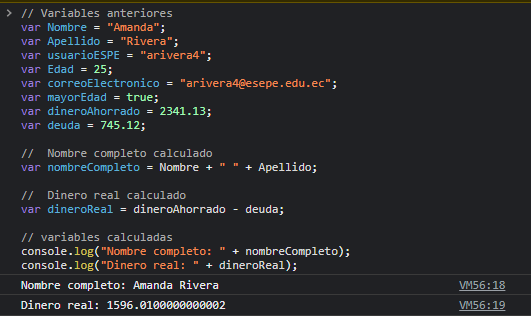 // Variables anteriores
var Nombre = "Amanda";
var Apellido = "Rivera";
var usuarioESPE = "arivera4";
var Edad = 25;
var correoElectronico = "arivera4@esepe.edu.ec";
var mayorEdad = true;
var dineroAhorrado = 2341.13;
var deuda = 745.12;
//  Nombre completo calculado
var nombreCompleto = Nombre + " " + Apellido;
//  Dinero real calculado
var dineroReal = dineroAhorrado - deuda;
// variables calculadas
console.log("Nombre completo: " + nombreCompleto);
console.log("Dinero real: " + dineroReal);
Nombre completo: Amanda Rivera VM56:18
Dinero real: 1596.0100000000002 VM56:19